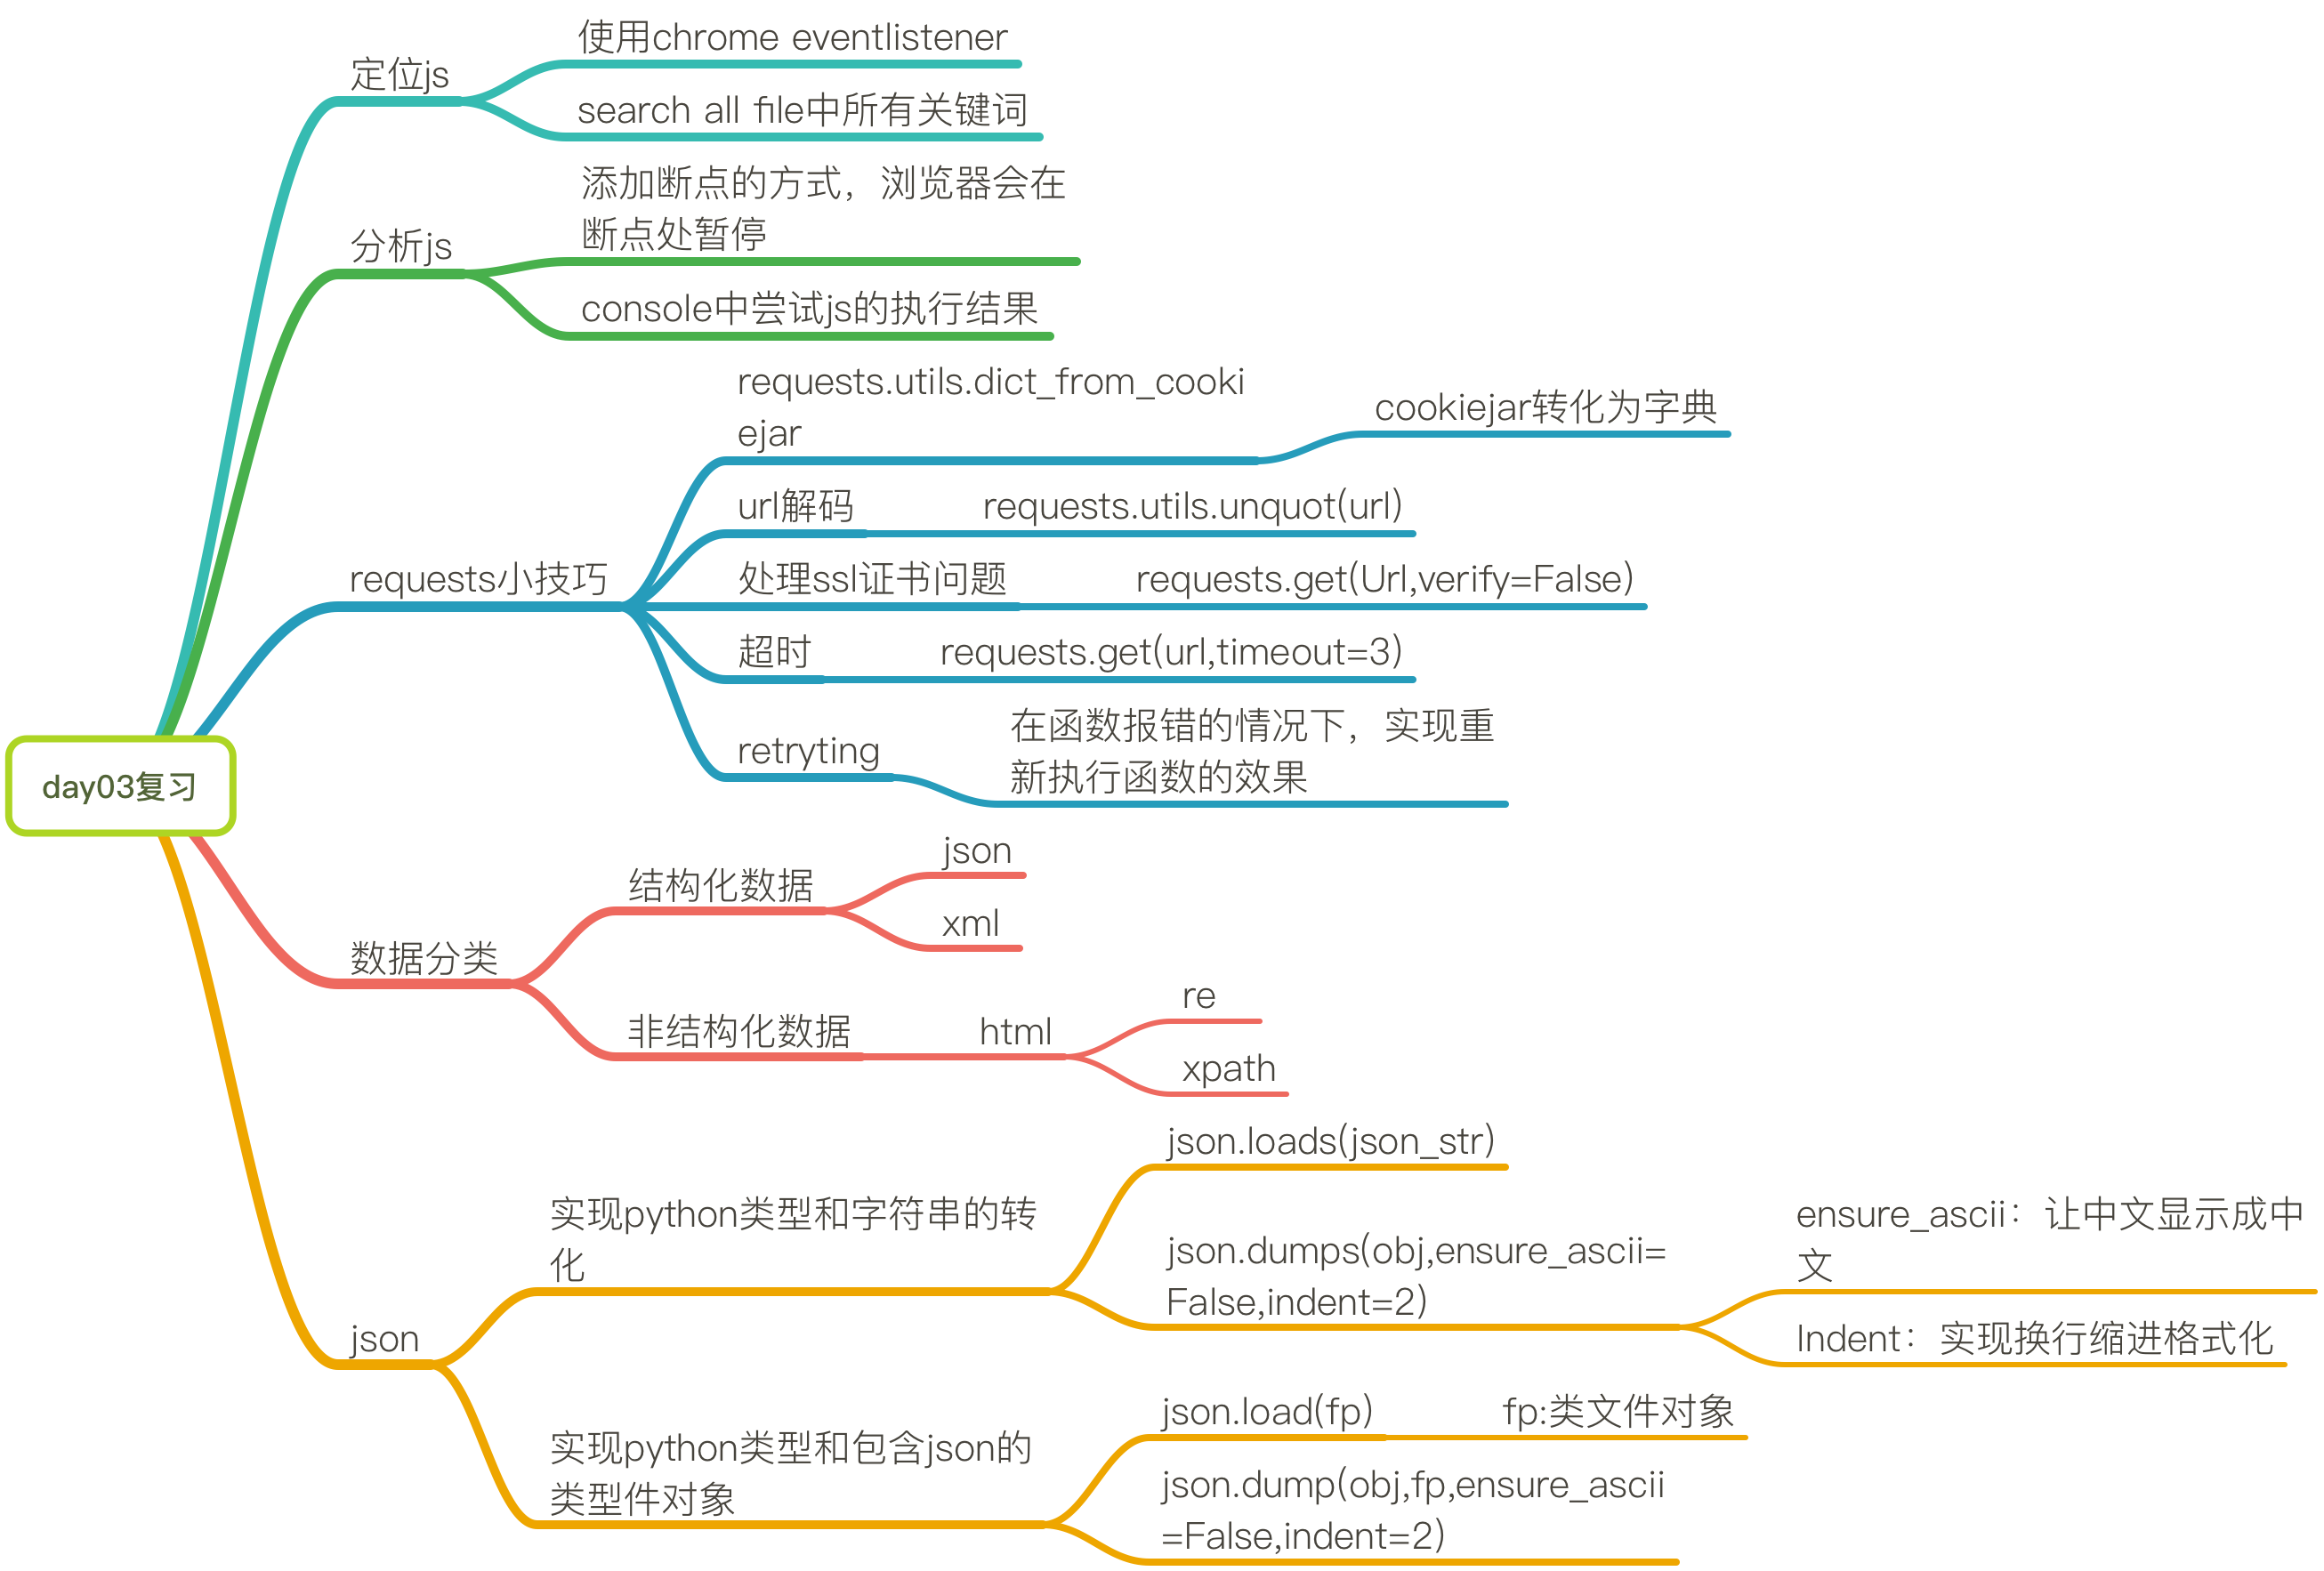 使用chrome eventlistener
定位js
search all file中所有关键词
添加断点的方式，浏览器会在
断点处暂停
分析js
console中尝试js的执行结果
requests.utils.dict_from_cooki
ejar
cookiejar转化为字典
url解码
requests.utils.unquot(url)
requests小技巧
处理ssl证书问题
requests.get(Url,verify=False)
超时
requests.get(url,timeout=3)
retryting
在函数报错的情况下，实现重
新执行函数的效果
day03复习
json
结构化数据
xml
数据分类
re
非结构化数据
html
xpath
json.loads(json_str)
实现python类型和字符串的转
化
json.dumps(obj,ensure_ascii=
False,indent=2)
ensure_ascii：让中文显示成中
文
Indent：实现换行缩进格式化
json
json.load(fp)
fp:类文件对象
实现python类型和包含json的
类型件对象
json.dump(obj,fp,ensure_ascii
=False,indent=2)